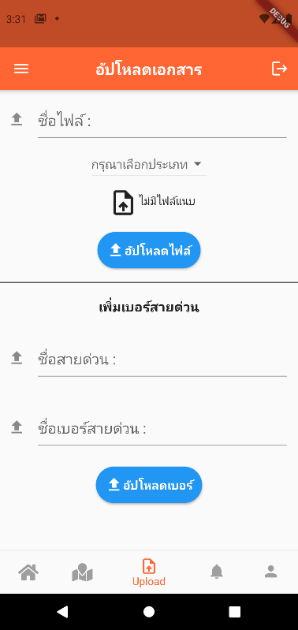 3:31
DEBUG
อัปโหลดเอกสาร
ชื่อไฟล์ :
กรุณาเลือกประเภท
ไม่มีไฟล์แนบ
อัปโหลดไฟล์
เพิ่มเบอร์สายด่วน
ชื่อสายด่วน :
ชื่อเบอร์สายด่วน :
อัปโหลดเบอร์
Upload